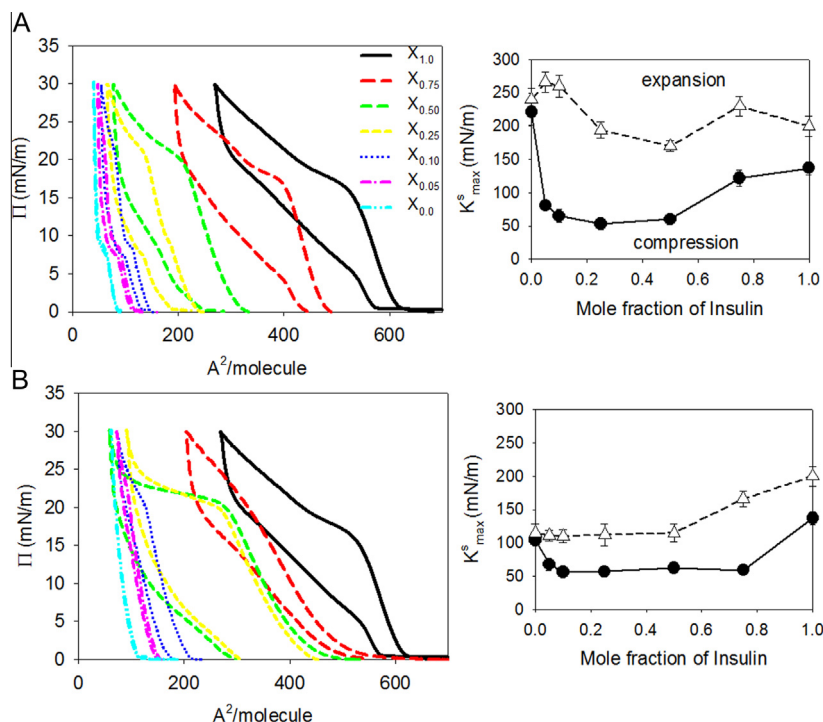 A
35
30
25
20
15
10
5
0
Π (mN/m)
0 200 400 600
A²/molecule
X1.0
X0.75
X0.50
X0.25
X0.10
X0.05
X0.0
300
250
200
150
100
50
0
Kˢmax (mN/m)
expansion
compression
0.0 0.2 0.4 0.6 0.8 1.0
Mole fraction of Insulin
B
35
30
25
20
15
10
5
0
Π (mN/m)
0 200 400 600
A²/molecule
300
250
200
150
100
50
0
Kˢmax (mN/m)
0.0 0.2 0.4 0.6 0.8 1.0
Mole fraction of Insulin